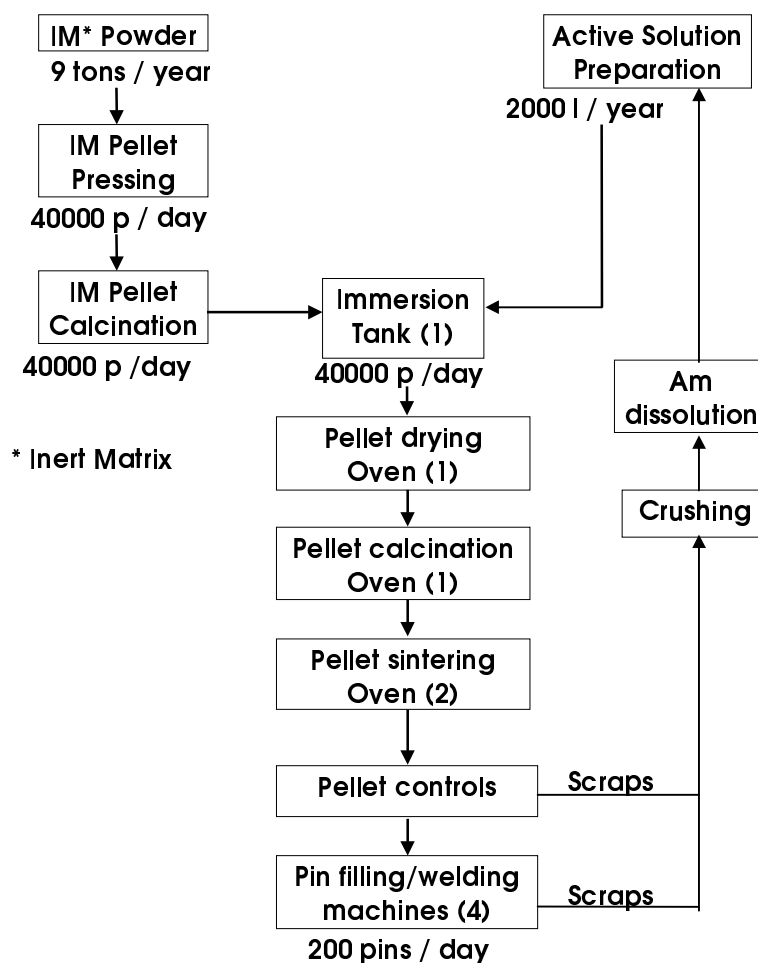 IM* Powder
9 tons / year
IM Pellet
Pressing
40000 p / day
IM Pellet
Calcination
40000 p /day
* Inert Matrix
Active Solution
Preparation
2000 l / year
Immersion
Tank (1)
40000 p /day
Pellet drying
Oven (1)
Pellet calcination
Oven (1)
Pellet sintering
Oven (2)
Pellet controls
Scraps
Pin filling/welding
machines (4)
Scraps
200 pins / day
Crushing
Am
dissolution